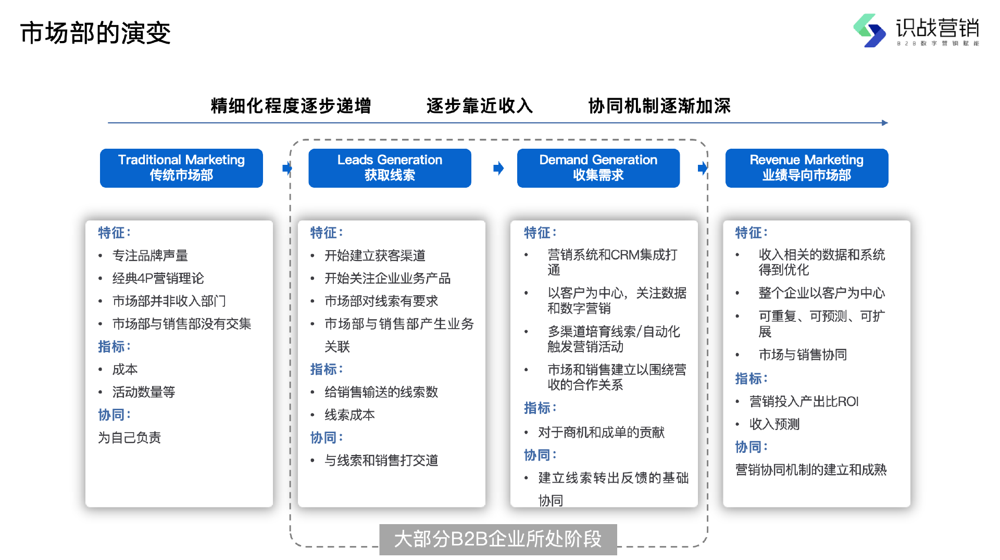 市场部的演变
识战营销
B2B数字营销赋能
精细化程度逐步递增
逐步靠近收入
协同机制逐渐加深
Traditional Marketing
传统市场部
Leads Generation
获取线索
Demand Generation
收集需求
Revenue Marketing
业绩导向市场部
特征：
• 专注品牌声量
• 经典4P营销理论
• 市场部并非收入部门
• 市场部与销售部没有交集
指标：
• 成本
• 活动数量等
协同：
为自己负责
特征：
• 开始建立获客渠道
• 开始关注企业业务产品
• 市场部对线索有要求
• 市场部与销售部产生业务
关联
指标：
• 给销售输送的线索数
• 线索成本
协同：
• 与线索和销售打交道
特征：
• 营销系统和CRM集成打
通
• 以客户为中心，关注数据
和数字营销
• 多渠道培育线索/自动化
触发营销活动
• 市场和销售建立以围绕营
收的合作关系
指标：
• 对于商机和成单的贡献
协同：
• 建立线索转出反馈的基础
协同
特征：
• 收入相关的数据和系统
得到优化
• 整个企业以客户为中心
• 可重复、可预测、可扩
展
• 市场与销售协同
指标：
• 营销投入产出比ROI
• 收入预测
协同：
营销协同机制的建立和成熟
大部分B2B企业所处阶段